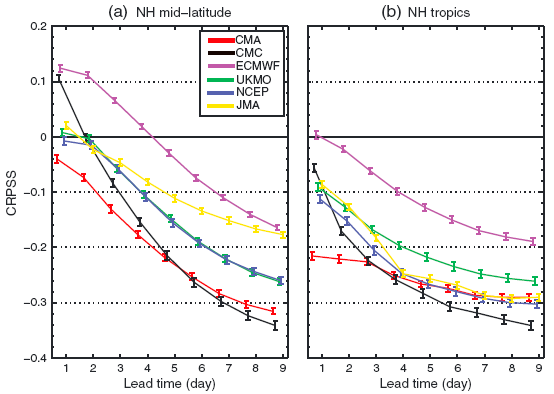 (a) NH mid–latitude
(b) NH tropics
CRPSS
0.2
0.1
0
−0.1
−0.2
−0.3
−0.4
CMA
CMC
ECMWF
UKMO
NCEP
JMA
1 2 3 4 5 6 7 8 9
1 2 3 4 5 6 7 8 9
Lead time (day)
Lead time (day)